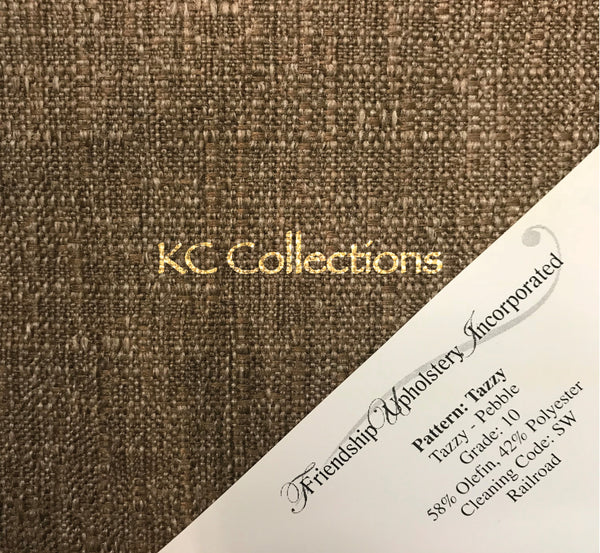 KC Collections
Friendship Upholstery Incorporated
Pattern: Tazzy
Tazzy - Pebble
Grade: 10
58% Olefin, 42% Polyester
Cleaning Code: SW
Railroad